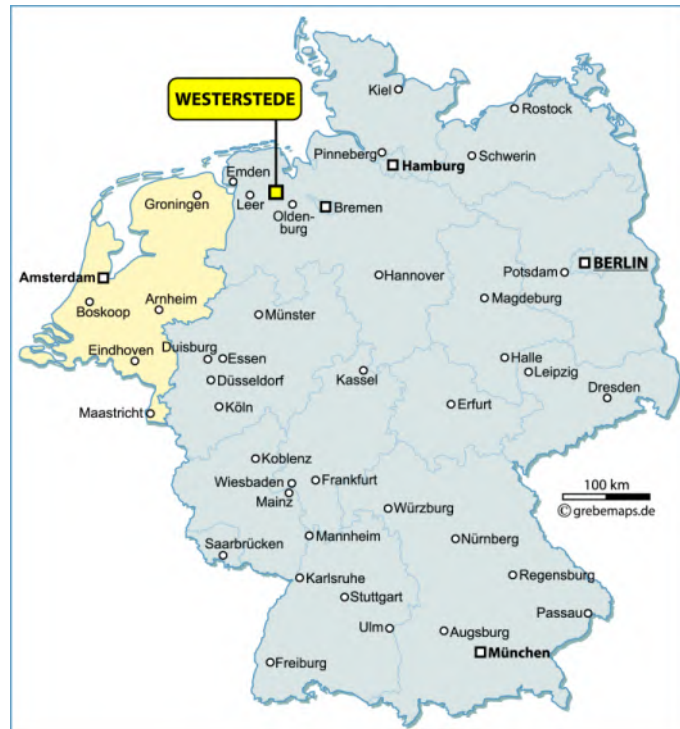 Kiel
WESTERSTEDE
Rostock
Pinneberg
Schwerin
Hamburg
Emden
Groningen
Leer
Olden-
burg
Bremen
Amsterdam
BERLIN
Potsdam
Hannover
Boskoop
Arnheim
Magdeburg
Münster
Eindhoven
Duisburg
Essen
Halle
Kassel
Leipzig
Düsseldorf
Dresden
Maastricht
Köln
Erfurt
Koblenz
Wiesbaden
Frankfurt
Mainz
100 km
© grebemaps.de
Würzburg
Saarbrücken
Mannheim
Nürnberg
Karlsruhe
Regensburg
Stuttgart
Passau
Ulm
Augsburg
München
Freiburg